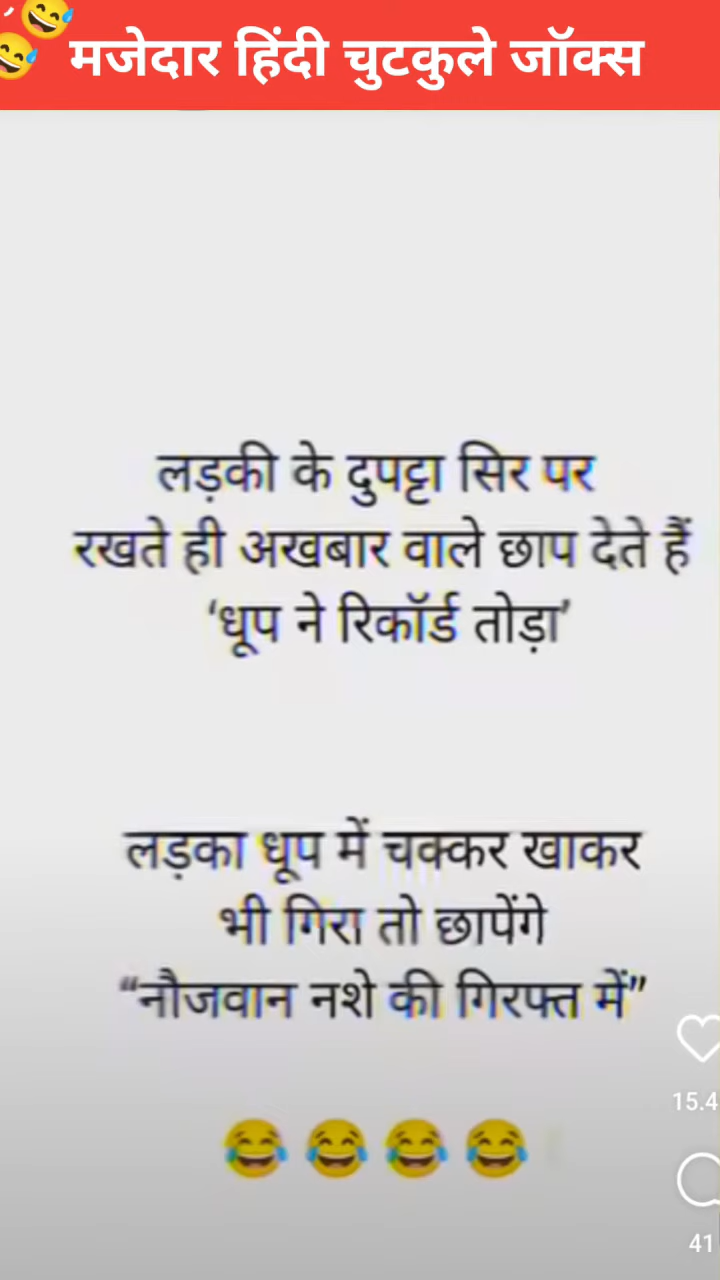 मजेदार हिंदी चुटकुले जॉक्स
लड़की के दुपट्टा सिर पर
रखते ही अखबार वाले छाप देते हैं
‘धूप ने रिकॉर्ड तोड़ा’
लड़का धूप में चक्कर खाकर
भी गिरा तो छापेंगे
“नौजवान नशे की गिरफ्त में”
15.4
41